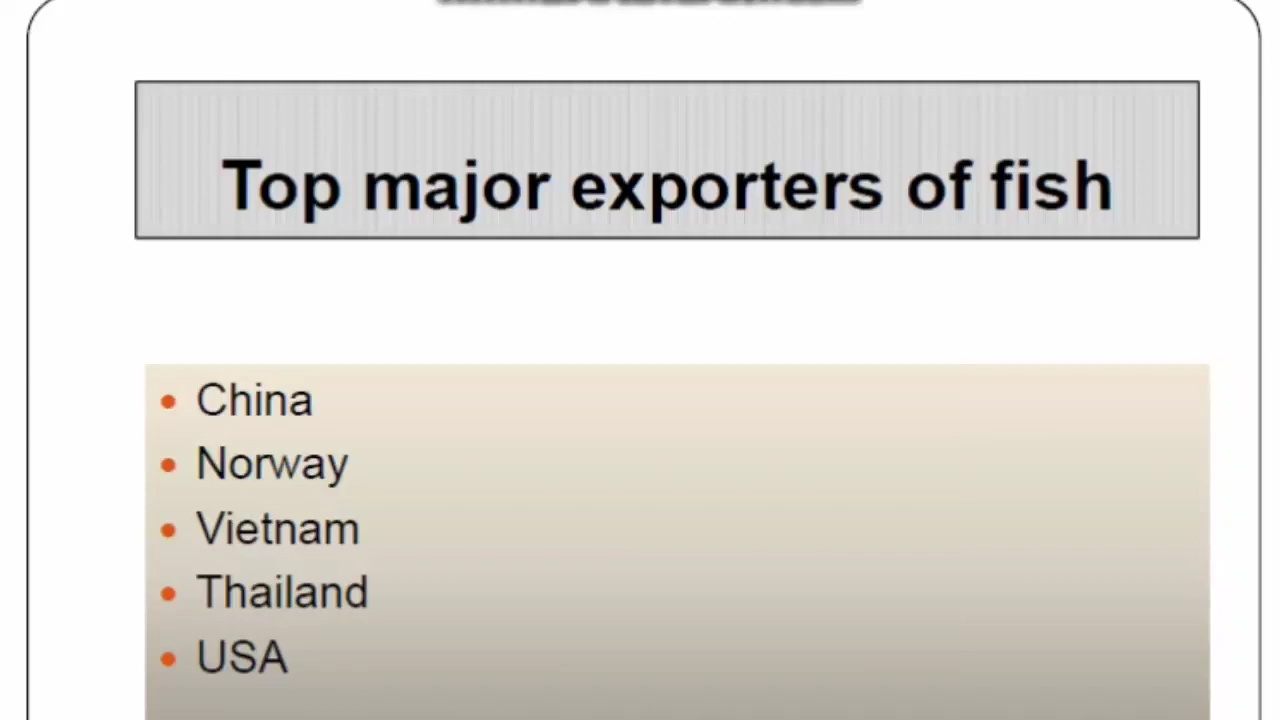 Top major exporters of fish
• China
• Norway
• Vietnam
• Thailand
• USA